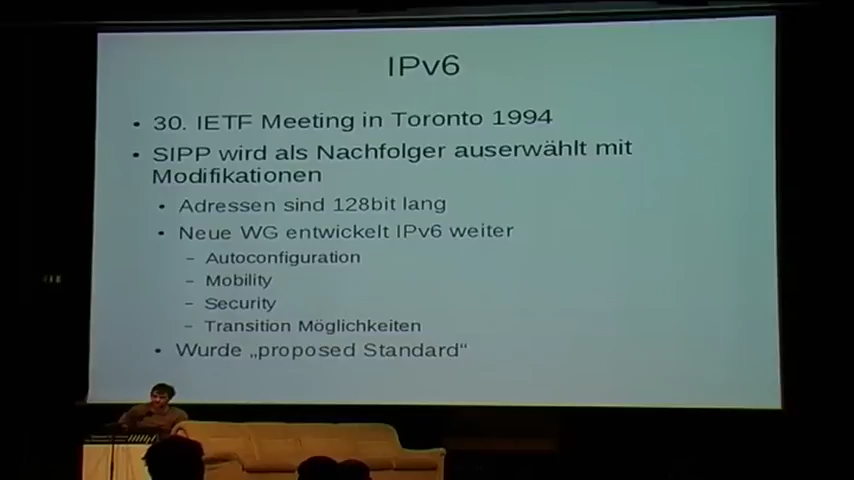 IPv6
• 30. IETF Meeting in Toronto 1994
• SIPP wird als Nachfolger auserwählt mit
Modifikationen
• Adressen sind 128bit lang
• Neue WG entwickelt IPv6 weiter
– Autoconfiguration
– Mobility
– Security
– Transition Möglichkeiten
• Wurde „proposed Standard“